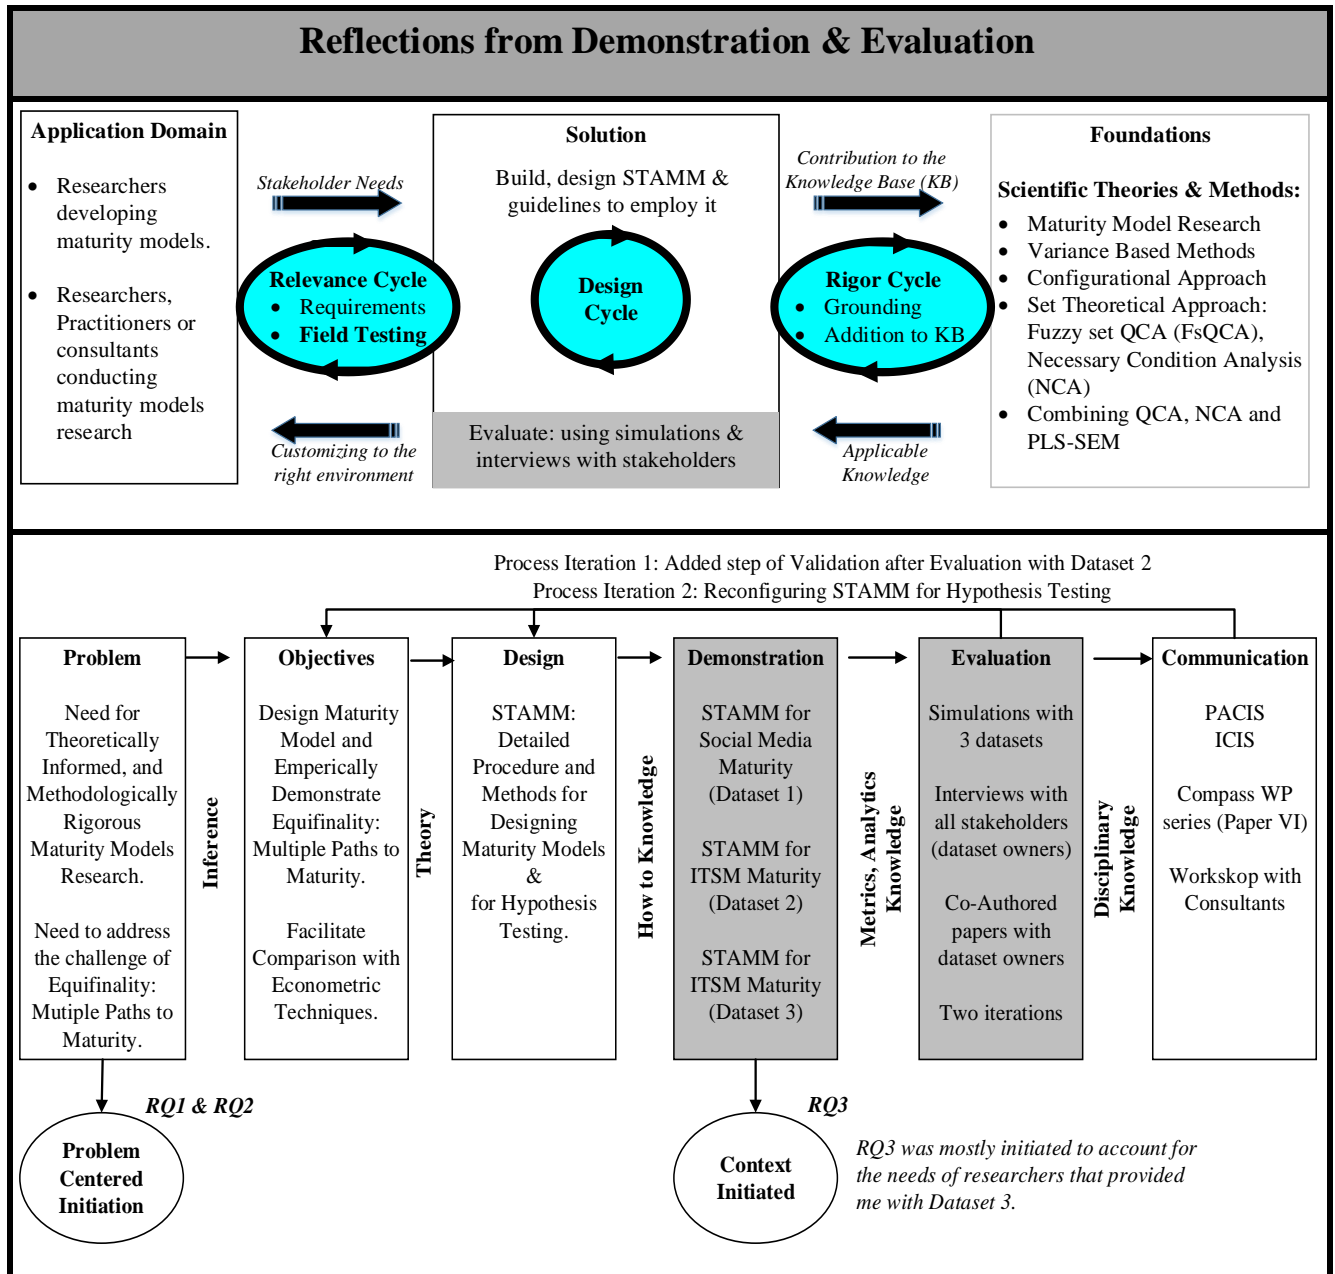 Reflections from Demonstration & Evaluation
Application Domain
• Researchers
developing
maturity models.
• Researchers,
Practitioners or
consultants
conducting
maturity models
research
Stakeholder Needs
Relevance Cycle
• Requirements
• Field Testing
Customizing to the
right environment
Solution
Build, design STAMM &
guidelines to employ it
Design
Cycle
Evaluate: using simulations &
interviews with stakeholders
Contribution to the
Knowledge Base (KB)
Rigor Cycle
• Grounding
• Addition to KB
Applicable
Knowledge
Foundations
Scientific Theories & Methods:
• Maturity Model Research
• Variance Based Methods
• Configurational Approach
• Set Theoretical Approach:
Fuzzy set QCA (FsQCA),
Necessary Condition Analysis
(NCA)
• Combining QCA, NCA and
PLS-SEM
Process Iteration 1: Added step of Validation after Evaluation with Dataset 2
Process Iteration 2: Reconfiguring STAMM for Hypothesis Testing
Problem
Need for
Theoretically
Informed, and
Methodologically
Rigorous
Maturity Models
Research.
Need to address
the challenge of
Equifinality:
Mutiple Paths to
Maturity.
Inference
Objectives
Design Maturity
Model and
Emperically
Demonstrate
Equifinality:
Multiple Paths to
Maturity.
Facilitate
Comparison with
Econometric
Techniques.
Theory
Design
STAMM:
Detailed
Procedure and
Methods for
Designing
Maturity Models
&
for Hypothesis
Testing.
How to Knowledge
Demonstration
STAMM for
Social Media
Maturity
(Dataset 1)
STAMM for
ITSM Maturity
(Dataset 2)
STAMM for
ITSM Maturity
(Dataset 3)
Metrics, Analytics
Knowledge
Evaluation
Simulations with
3 datasets
Interviews with
all stakeholders
(dataset owners)
Co-Authored
papers with
dataset owners
Two iterations
Disciplinary
Knowledge
Communication
PACIS
ICIS
Compass WP
series (Paper VI)
Workskop with
Consultants
RQ1 & RQ2
Problem
Centered
Initiation
RQ3
Context
Initiated
RQ3 was mostly initiated to account for
the needs of researchers that provided
me with Dataset 3.